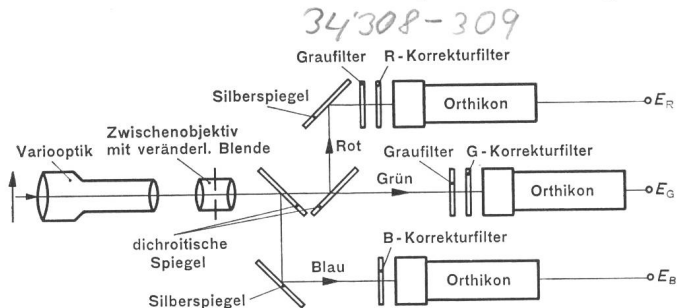 34'308-309
Graufilter R-Korrekturfilter
Silberspiegel
Orthikon
E_R
Zwischenobjektiv
mit veränderl. Blende
Variooptik
Rot
Graufilter G-Korrekturfilter
Grün
Orthikon
E_G
dichroitische
Spiegel
B-Korrekturfilter
Blau
Silberspiegel
Orthikon
E_B